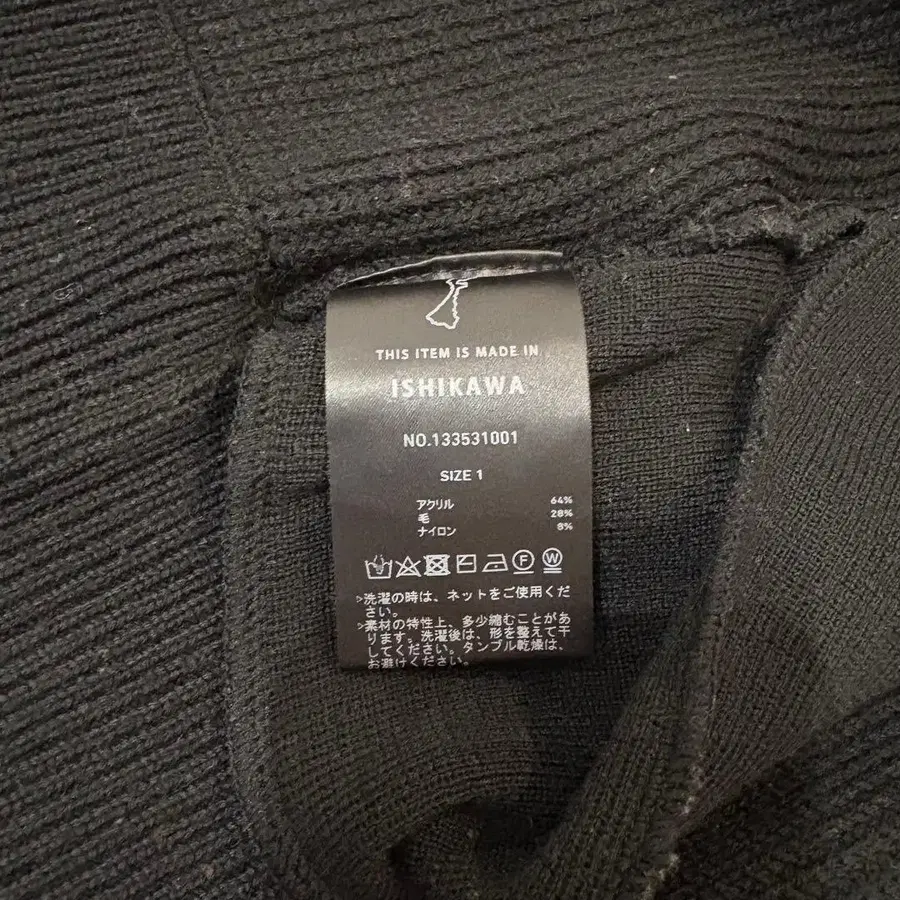 THIS ITEM IS MADE IN
ISHIKAWA
NO.133531001
SIZE 1
アクリル 64%
毛 28%
ナイロン 8%
F W
>洗濯の時は、ネットをご使用くだ
さい。
>素材の特性上、多少縮むことがあ
ります。洗濯後は、形を整えて干
してください。タンブル乾燥は、
お避けください。